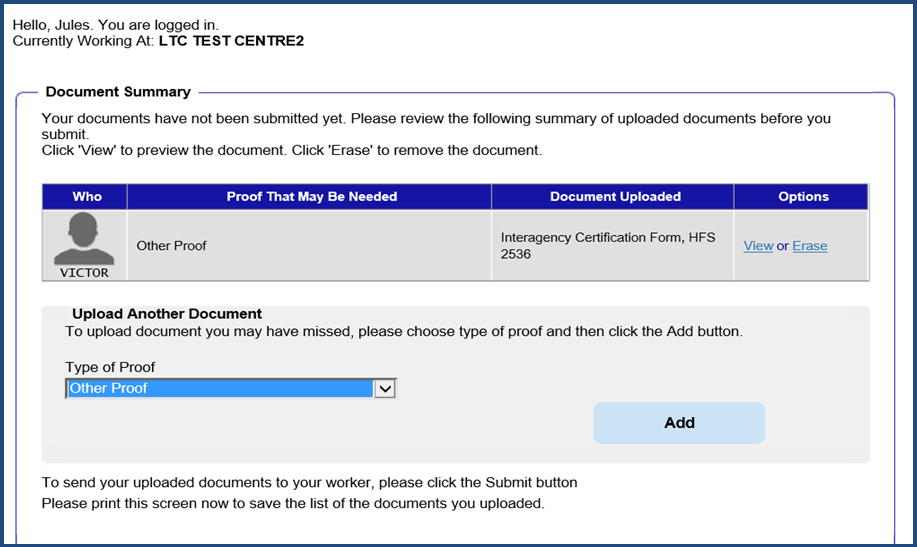 Hello, Jules. You are logged in.
Currently Working At: LTC TEST CENTRE2
Document Summary
Your documents have not been submitted yet. Please review the following summary of uploaded documents before you
submit.
Click 'View' to preview the document. Click 'Erase' to remove the document.
Who Proof That May Be Needed Document Uploaded Options
VICTOR
Other Proof
Interagency Certification Form, HFS
2536
View or Erase
Upload Another Document
To upload document you may have missed, please choose type of proof and then click the Add button.
Type of Proof
Other Proof
Add
To send your uploaded documents to your worker, please click the Submit button
Please print this screen now to save the list of the documents you uploaded.